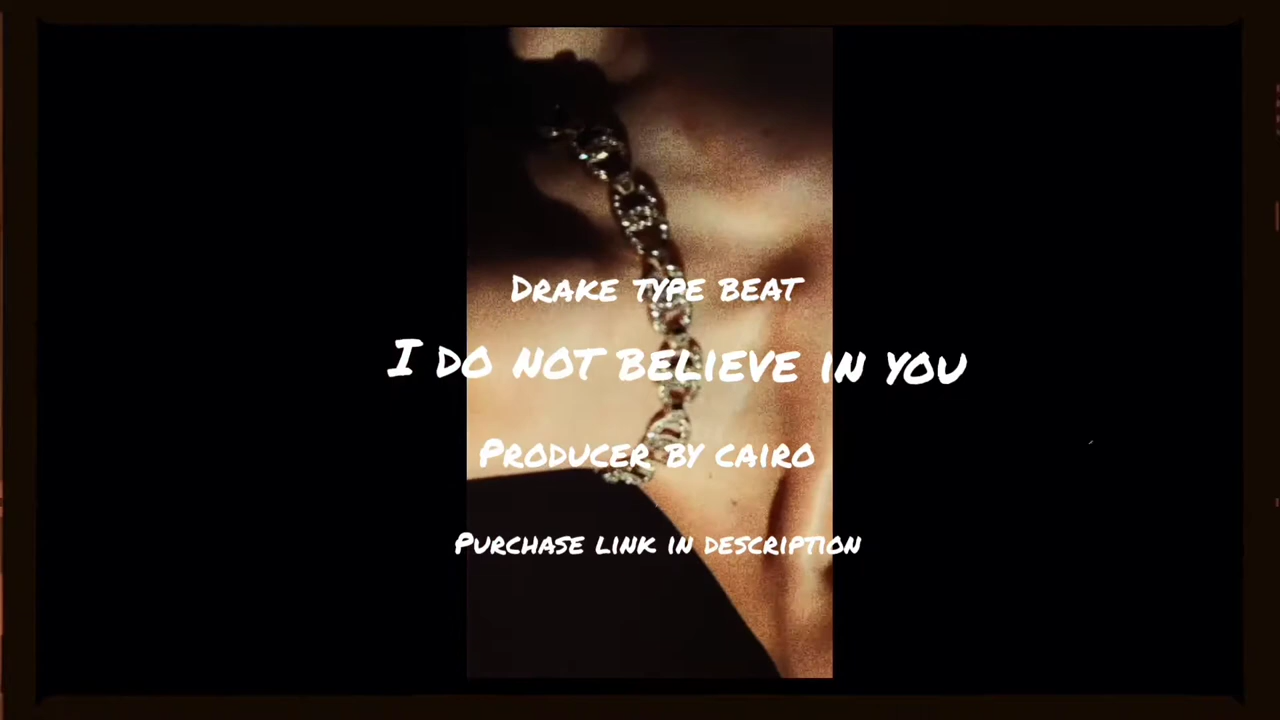 Drake type beat
I do not believe in you
Producer by cairo
Purchase link in description